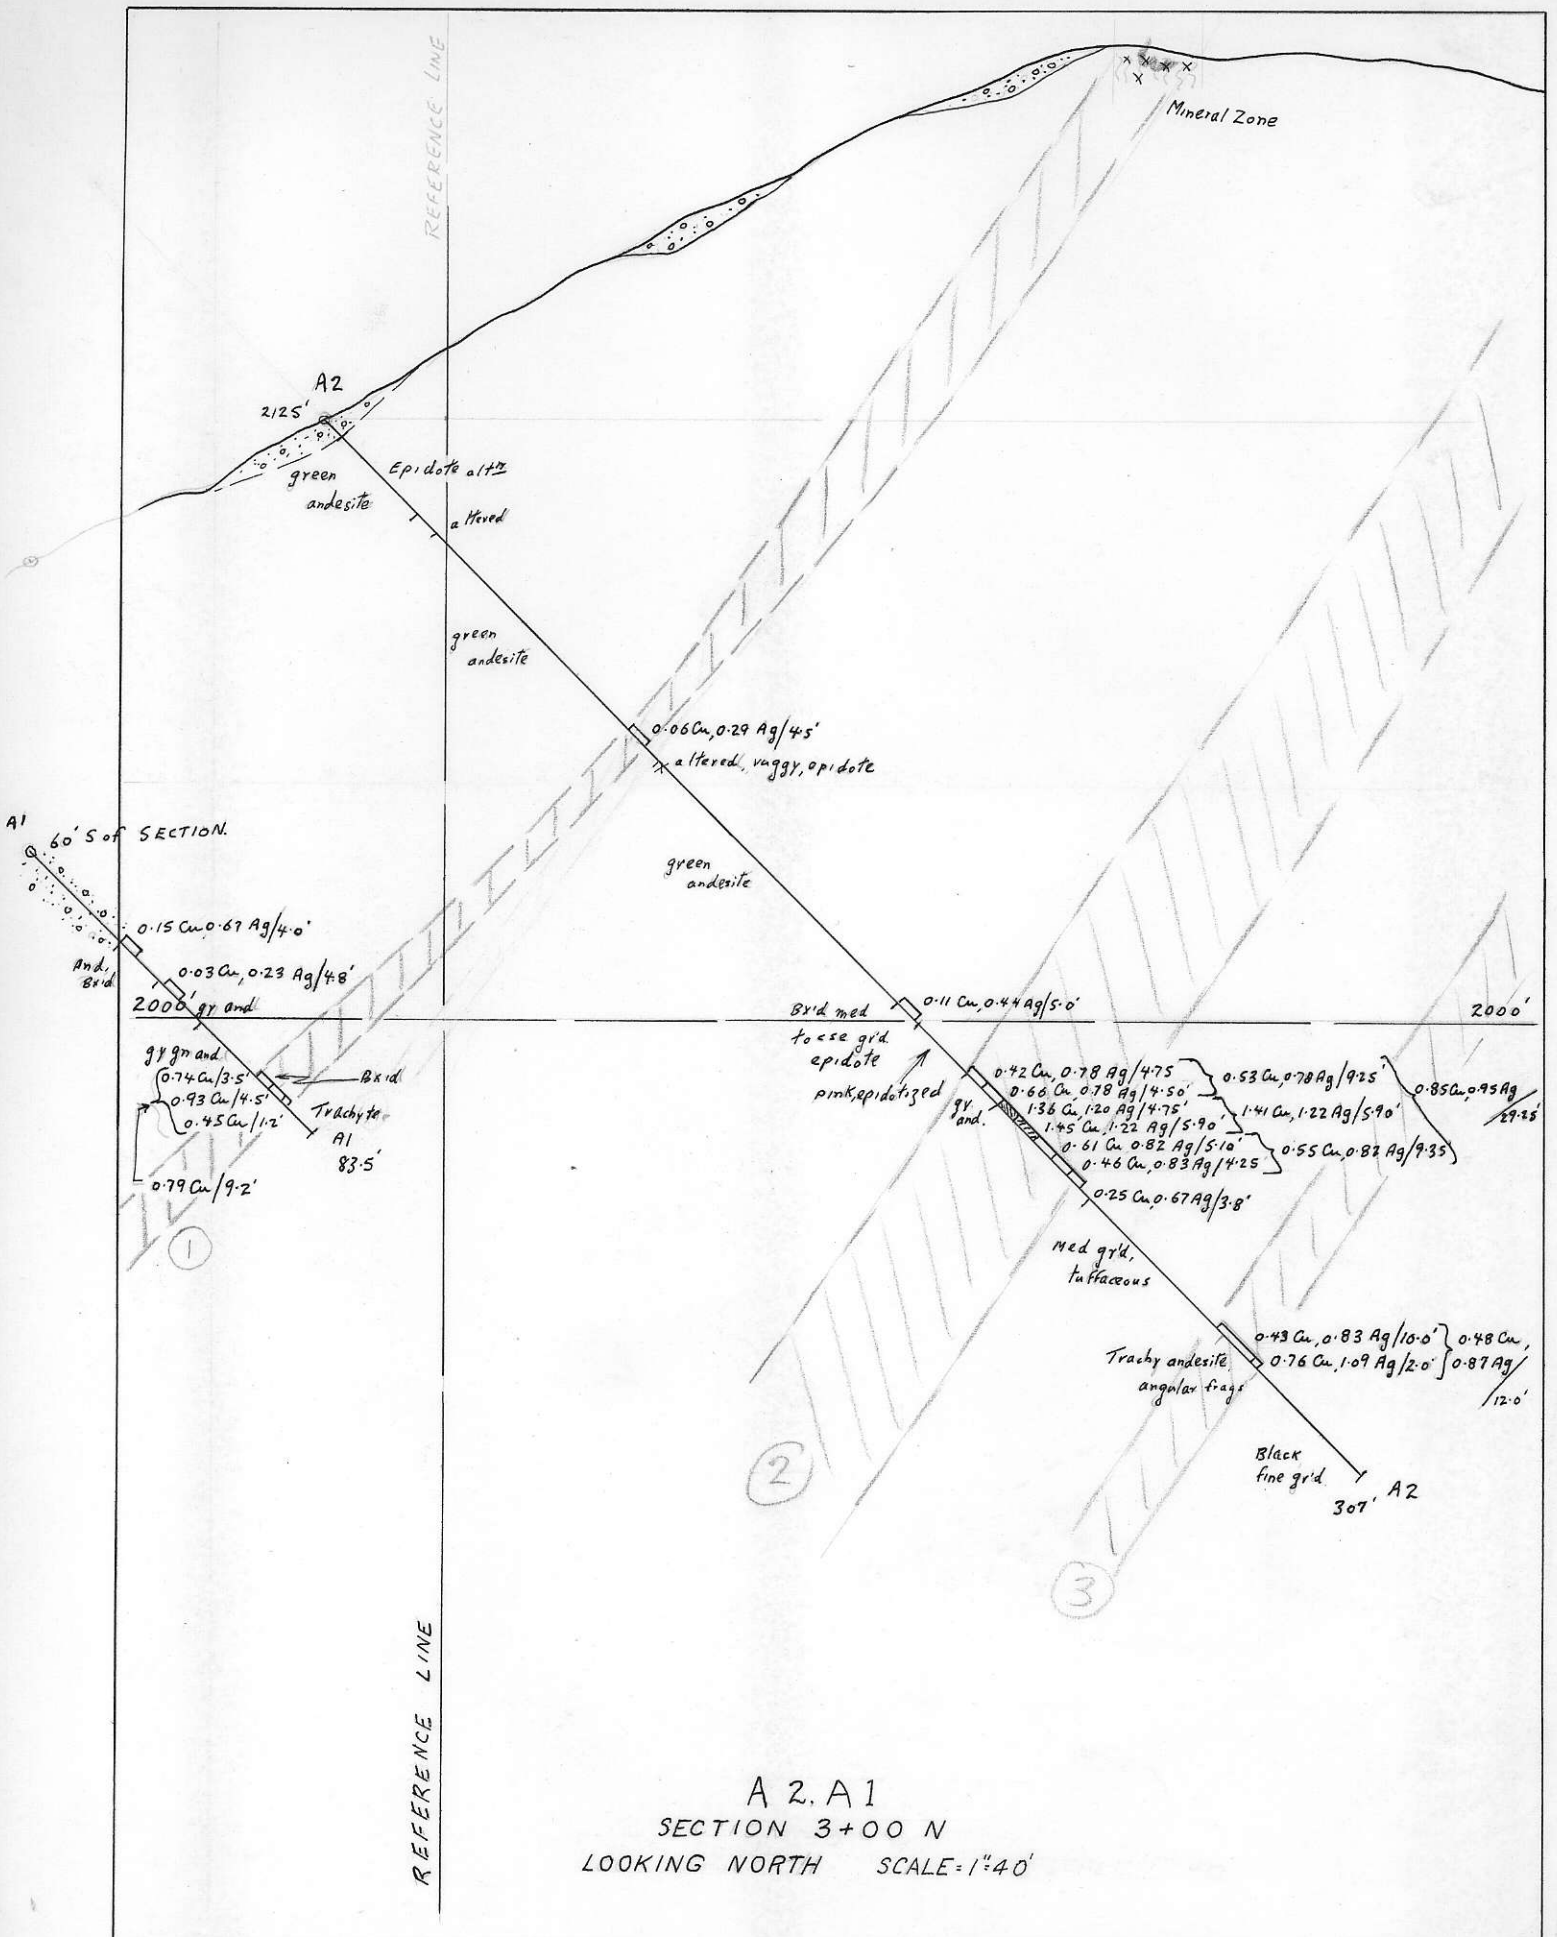 REFERENCE LINE
Mineral Zone
A2
2125'
green
andesite
Epidote altn
altered
green
andesite
0.06 Cu, 0.29 Ag/4.5'
altered, vuggy, epidote
A1
60' S of SECTION.
green
andesite
0.15 Cu 0.67 Ag/4.0'
And.
Bx'd
0.03 Cu, 0.23 Ag/4.8'
2000'
gy and
0.11 Cu, 0.44 Ag/5.0'
2000'
Bx'd med
to cse gr'd
epidote
pink, epidotized
gy gn and
0.74 Cu/3.5'
0.93 Cu/4.5'
0.45 Cu/1.2'
0.79 Cu/9.2'
Bx'd
Trachyte
A1
83.5'
1
gy.
and.
0.42 Cu, 0.78 Ag/4.75
0.66 Cu, 0.78 Ag/4.50'
1.36 Cu, 1.20 Ag/4.75'
1.45 Cu, 1.22 Ag/5.90'
0.61 Cu 0.82 Ag/5.10'
0.46 Cu, 0.83 Ag/4.25
0.53 Cu, 0.78 Ag/9.25'
1.41 Cu, 1.22 Ag/5.90'
0.55 Cu, 0.82 Ag/9.35
0.85 Cu, 0.95 Ag
/29.25'
0.25 Cu, 0.67 Ag/3.8'
Med gr'd,
tuffaceous
0.43 Cu, 0.83 Ag/10.0'
0.76 Cu, 1.09 Ag/2.0'
0.48 Cu,
0.87 Ag/
/12.0'
Trachy andesite
angular frags
2
Black
fine gr'd
307'
A2
3
REFERENCE LINE
A 2. A 1
SECTION 3+00 N
LOOKING NORTH SCALE = 1"=40'